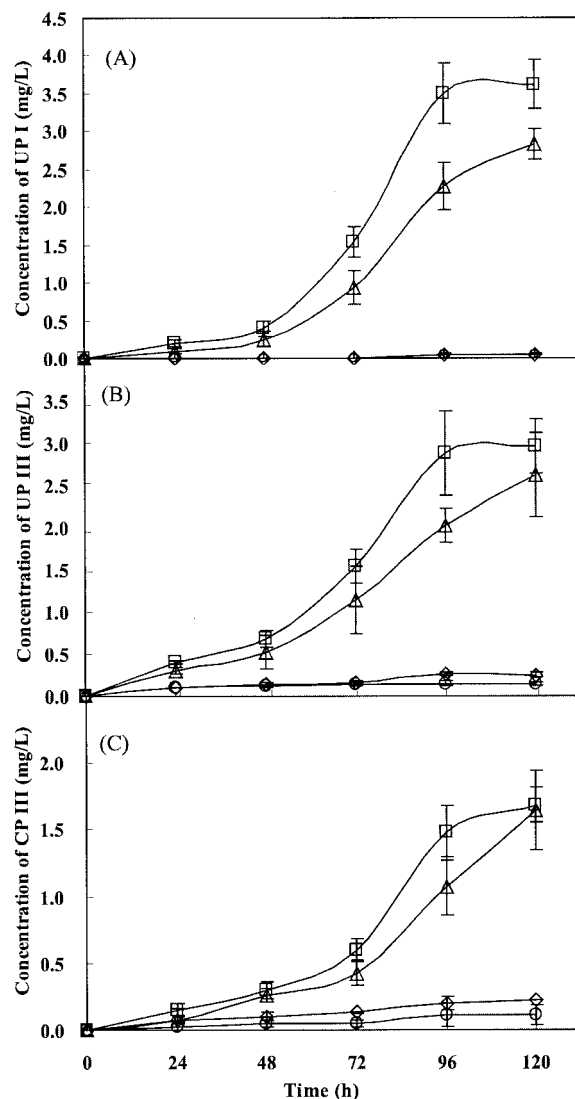 (A)
Concentration of UP I (mg/L)
4.5
4.0
3.5
3.0
2.5
2.0
1.5
1.0
0.5
0.0
(B)
Concentration of UP III (mg/L)
3.5
3.0
2.5
2.0
1.5
1.0
0.5
0.0
(C)
Concentration of CP III (mg/L)
2.0
1.5
1.0
0.5
0.0
0 24 48 72 96 120
Time (h)